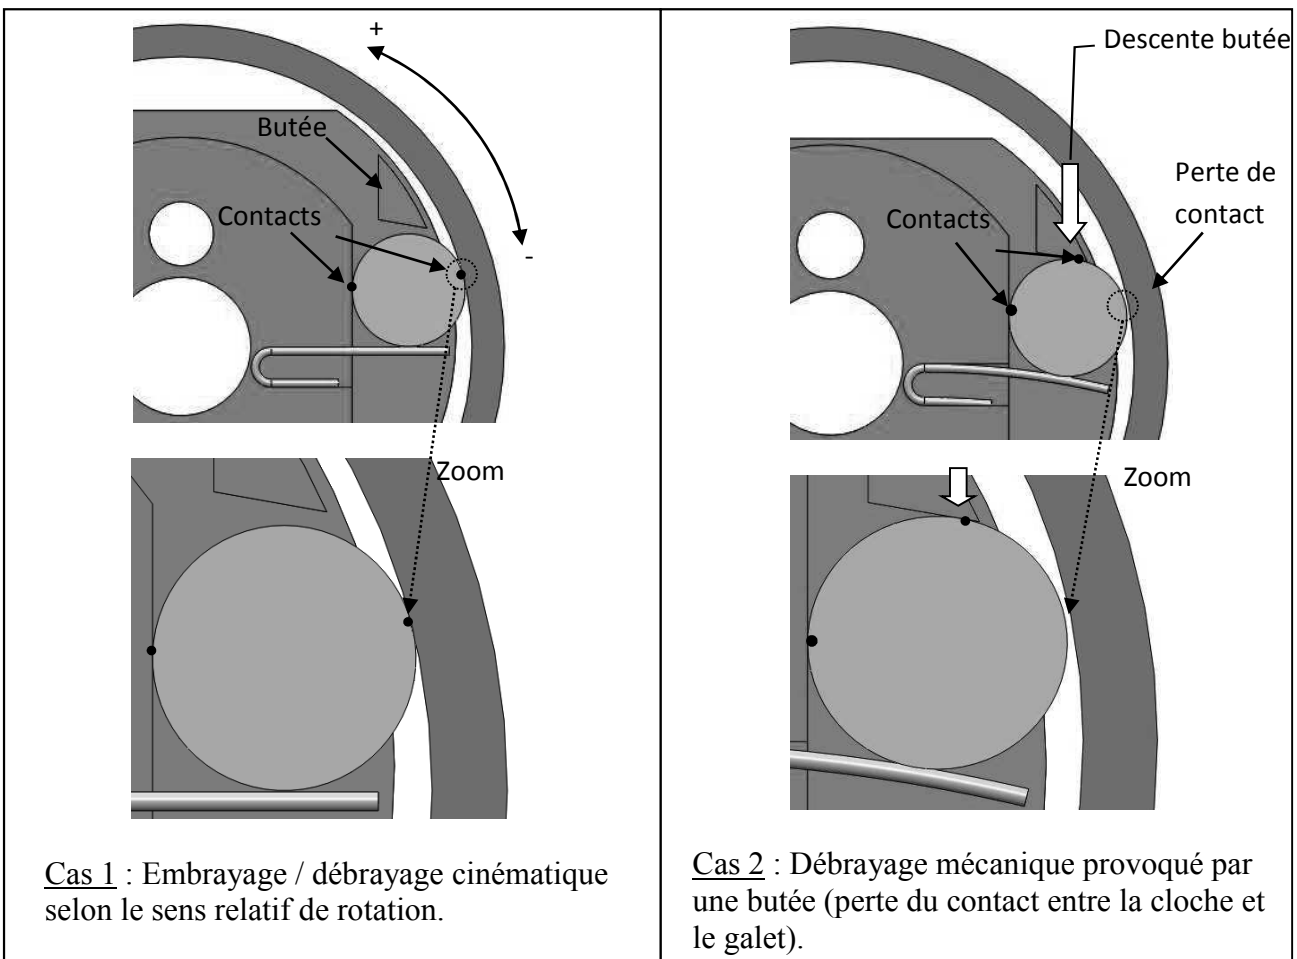 +
Butée
Contacts
-
Zoom
Cas 1 : Embrayage / débrayage cinématique
selon le sens relatif de rotation.
Descente butée
Perte de
contact
Contacts
Zoom
Cas 2 : Débrayage mécanique provoqué par
une butée (perte du contact entre la cloche et
le galet).